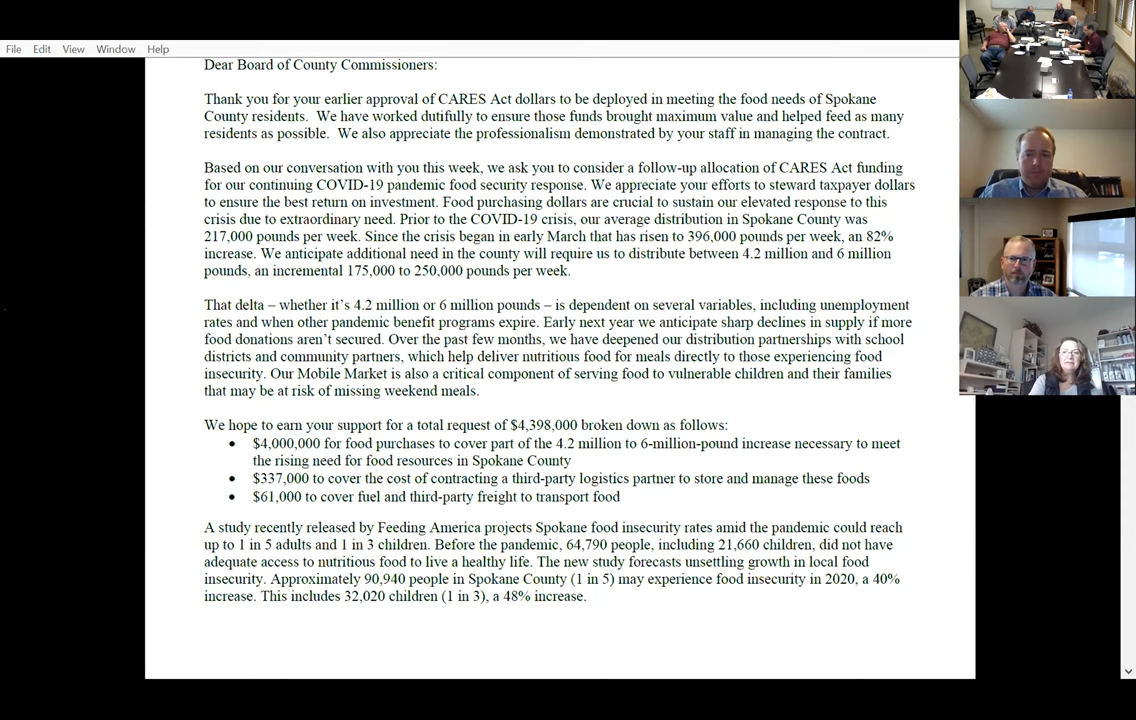 File Edit View Window Help
Dear Board of County Commissioners:
Thank you for your earlier approval of CARES Act dollars to be deployed in meeting the food needs of Spokane
County residents. We have worked dutifully to ensure those funds brought maximum value and helped feed as many
residents as possible. We also appreciate the professionalism demonstrated by your staff in managing the contract.
Based on our conversation with you this week, we ask you to consider a follow-up allocation of CARES Act funding
for our continuing COVID-19 pandemic food security response. We appreciate your efforts to steward taxpayer dollars
to ensure the best return on investment. Food purchasing dollars are crucial to sustain our elevated response to this
crisis due to extraordinary need. Prior to the COVID-19 crisis, our average distribution in Spokane County was
217,000 pounds per week. Since the crisis began in early March that has risen to 396,000 pounds per week, an 82%
increase. We anticipate additional need in the county will require us to distribute between 4.2 million and 6 million
pounds, an incremental 175,000 to 250,000 pounds per week.
That delta – whether it’s 4.2 million or 6 million pounds – is dependent on several variables, including unemployment
rates and when other pandemic benefit programs expire. Early next year we anticipate sharp declines in supply if more
food donations aren’t secured. Over the past few months, we have deepened our distribution partnerships with school
districts and community partners, which help deliver nutritious food for meals directly to those experiencing food
insecurity. Our Mobile Market is also a critical component of serving food to vulnerable children and their families
that may be at risk of missing weekend meals.
We hope to earn your support for a total request of $4,398,000 broken down as follows:
• $4,000,000 for food purchases to cover part of the 4.2 million to 6-million-pound increase necessary to meet
the rising need for food resources in Spokane County
• $337,000 to cover the cost of contracting a third-party logistics partner to store and manage these foods
• $61,000 to cover fuel and third-party freight to transport food
A study recently released by Feeding America projects Spokane food insecurity rates amid the pandemic could reach
up to 1 in 5 adults and 1 in 3 children. Before the pandemic, 64,790 people, including 21,660 children, did not have
adequate access to nutritious food to live a healthy life. The new study forecasts unsettling growth in local food
insecurity. Approximately 90,940 people in Spokane County (1 in 5) may experience food insecurity in 2020, a 40%
increase. This includes 32,020 children (1 in 3), a 48% increase.